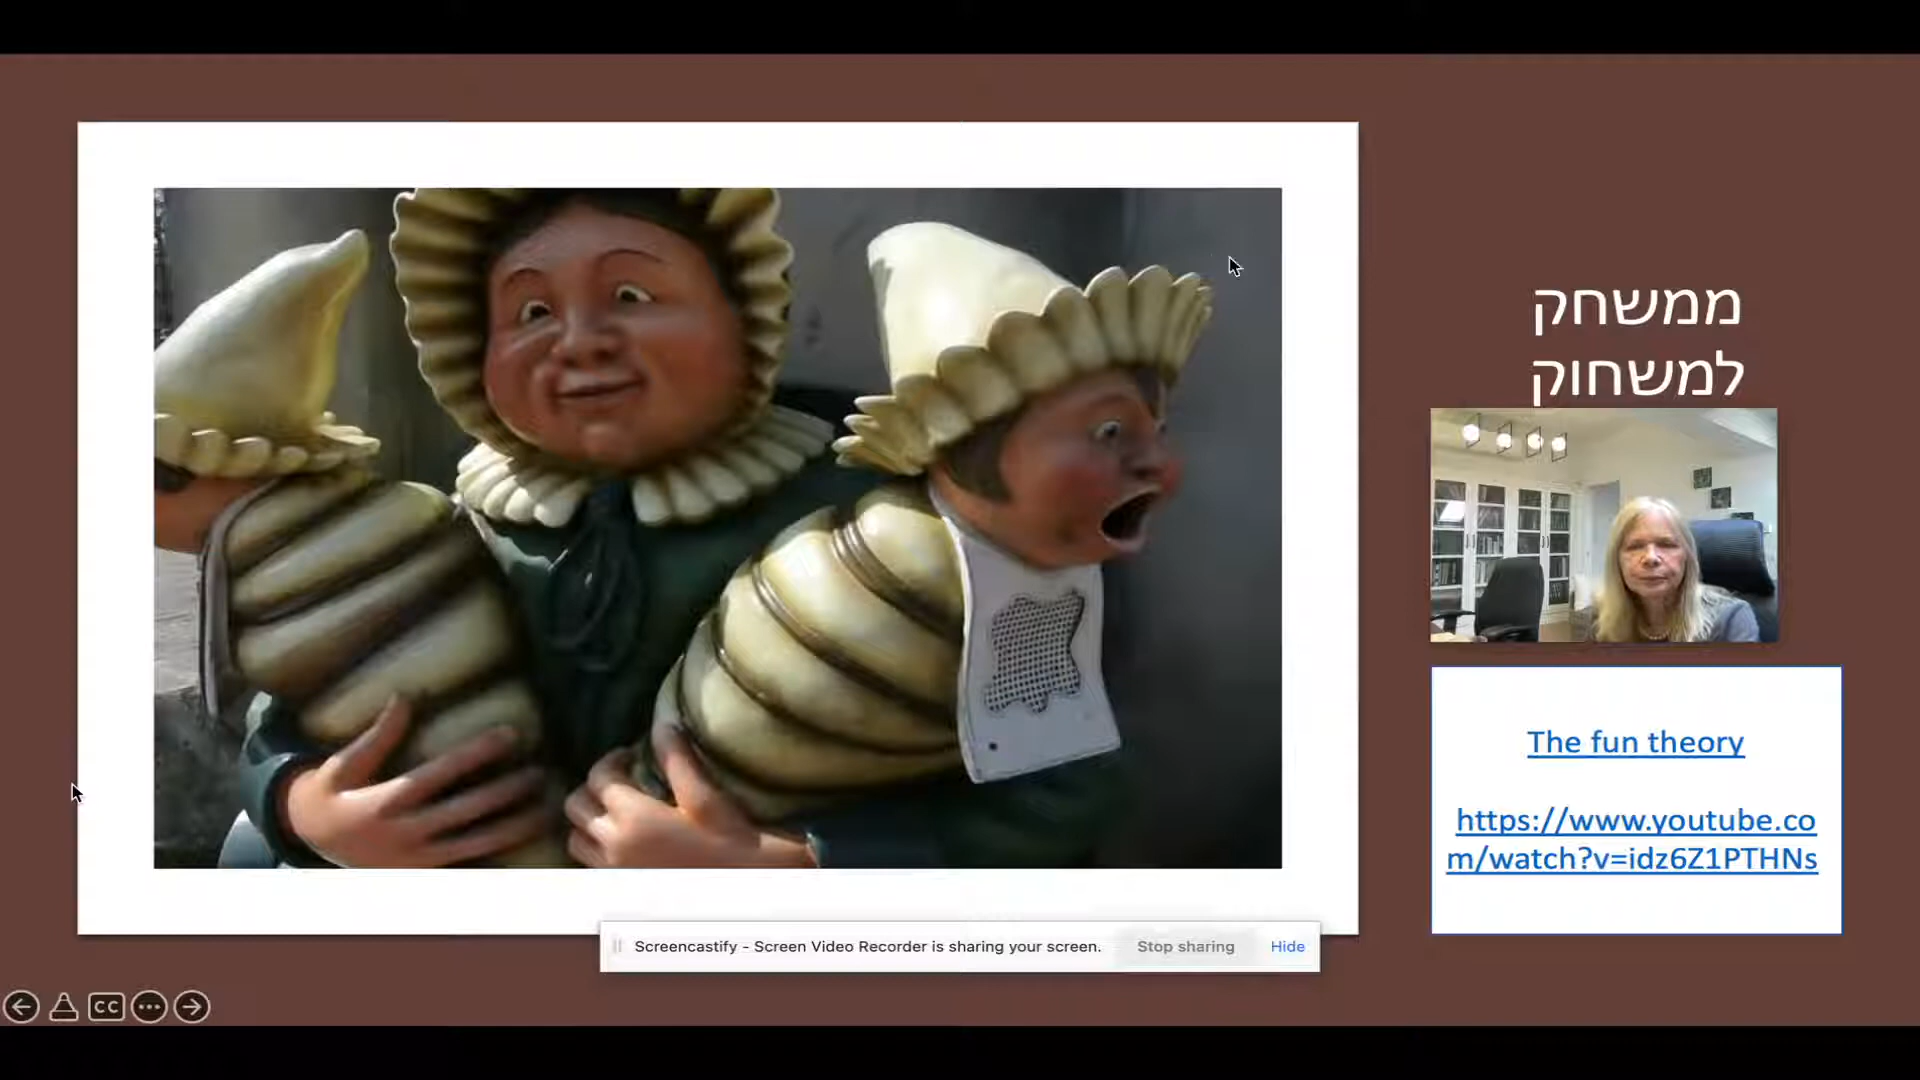 ממשחק
למשחוק
The fun theory
https://www.youtube.co
m/watch?v=idz6Z1PTHNs
Screencastify - Screen Video Recorder is sharing your screen.
Stop sharing
Hide
CC